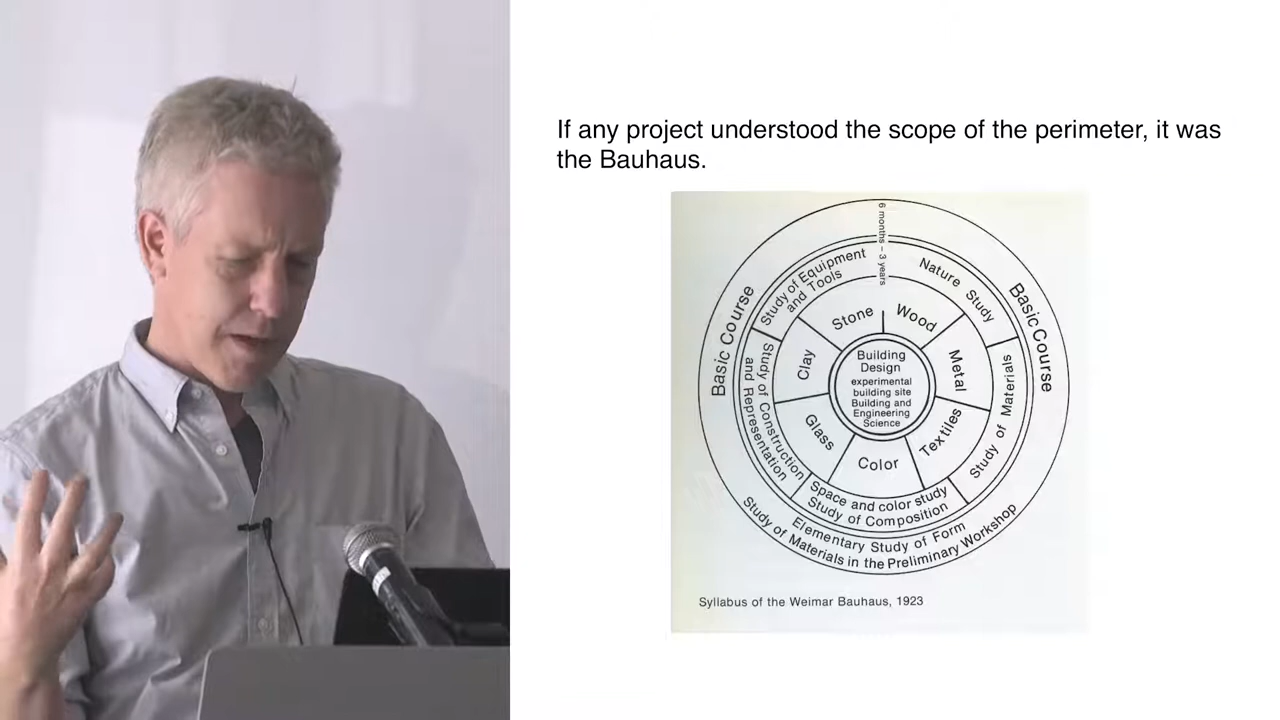 If any project understood the scope of the perimeter, it was
the Bauhaus.
6 months – 3 years
Basic Course
Basic Course
Study of Equipment
and Tools
Nature Study
Stone
Wood
Clay
Metal
Study of Construction
and Representation
Study of Materials
Building
Design
experimental
building site
Building and
Engineering
Science
Glass
Textiles
Color
Space and color study
Study of Composition
Elementary Study of Form
Study of Materials in the Preliminary Workshop
Syllabus of the Weimar Bauhaus, 1923